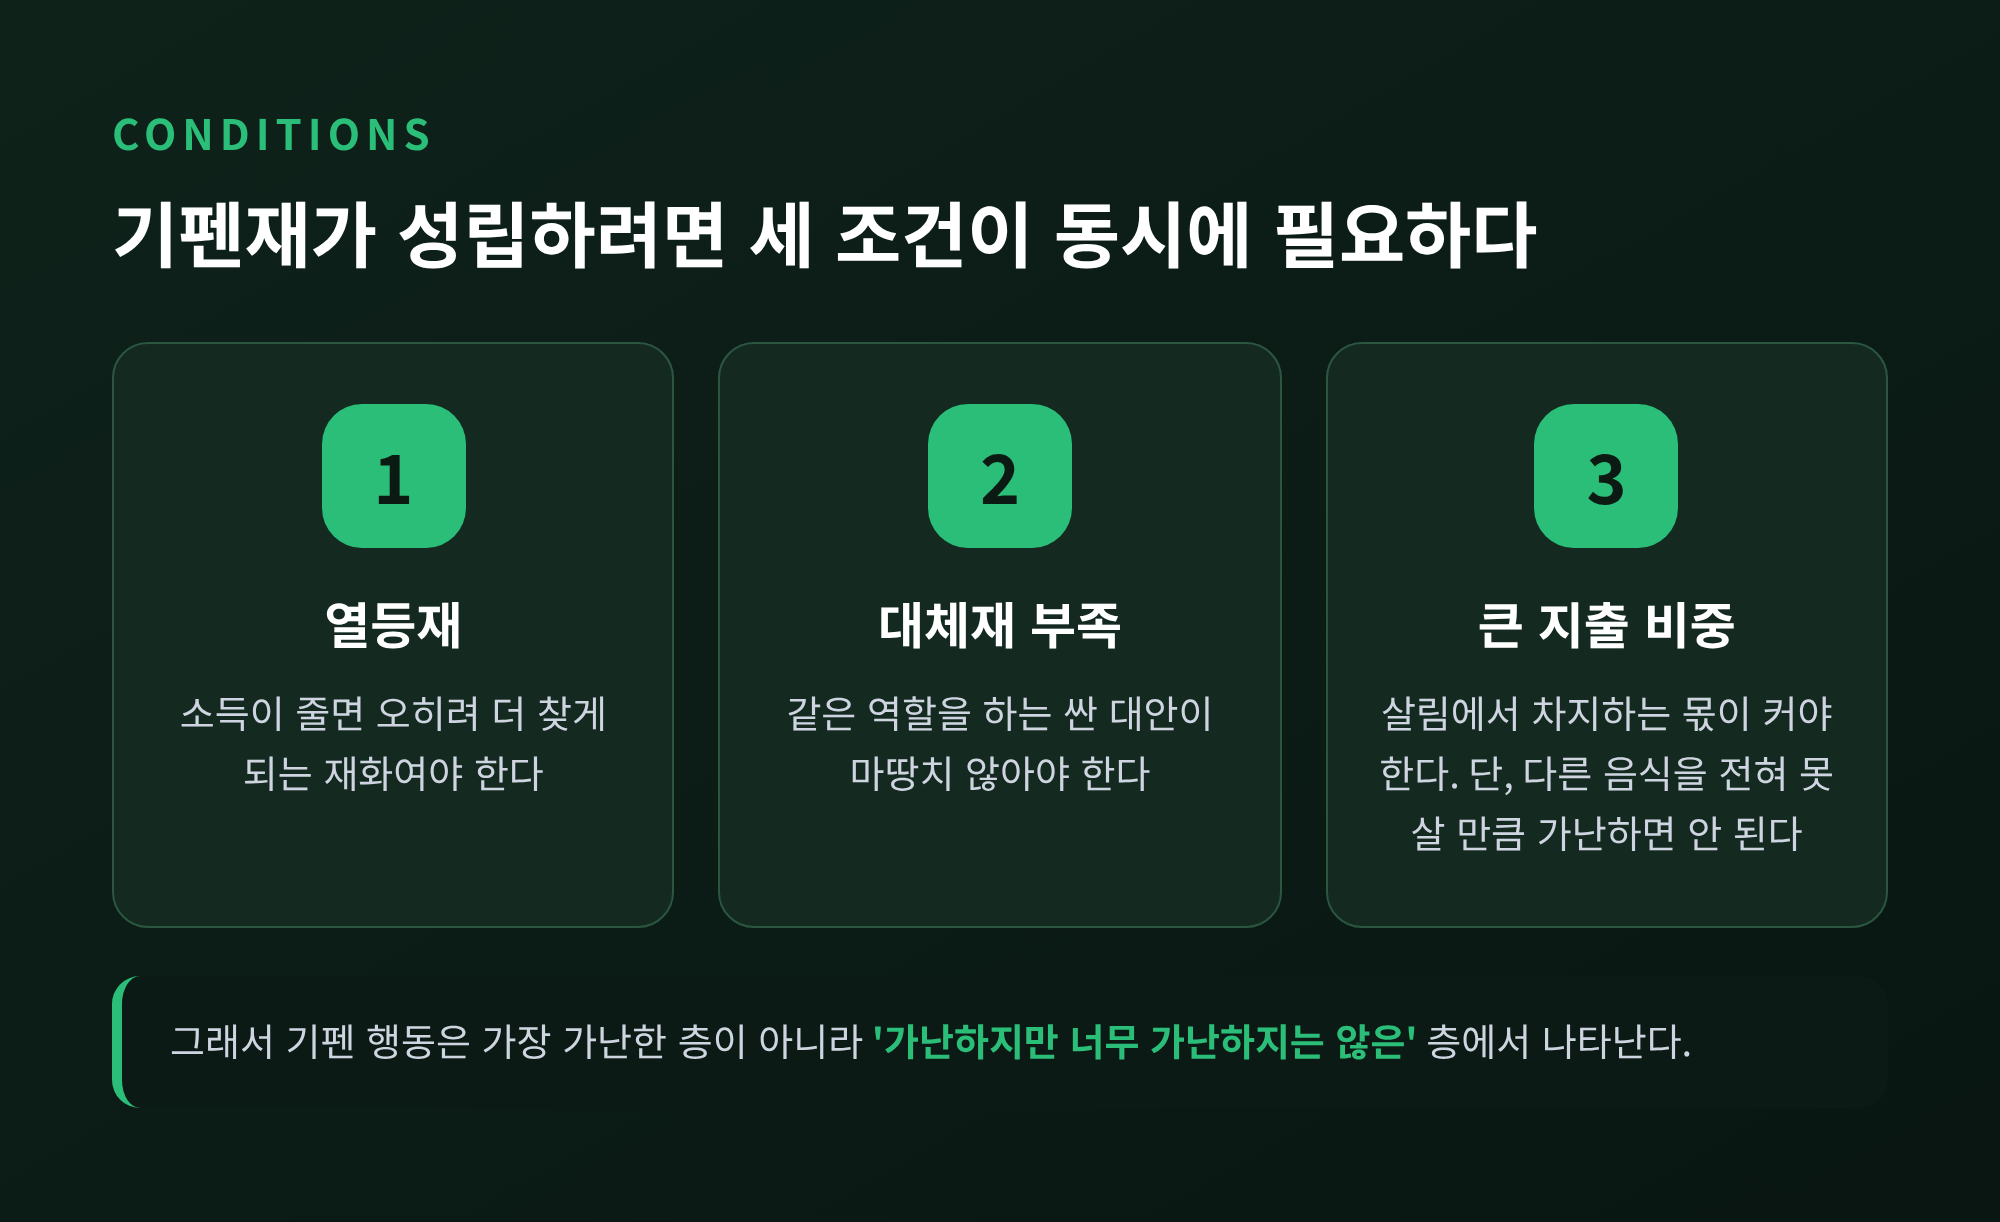 CONDITIONS
기펜재가 성립하려면 세 조건이 동시에 필요하다
1
열등재
소득이 줄면 오히려 더 찾게
되는 재화여야 한다
2
대체재 부족
같은 역할을 하는 싼 대안이
마땅치 않아야 한다
3
큰 지출 비중
살림에서 차지하는 몫이 커야
한다. 단, 다른 음식을 전혀 못
살 만큼 가난하면 안 된다
그래서 기펜 행동은 가장 가난한 층이 아니라 '가난하지만 너무 가난하지는 않은' 층에서 나타난다.